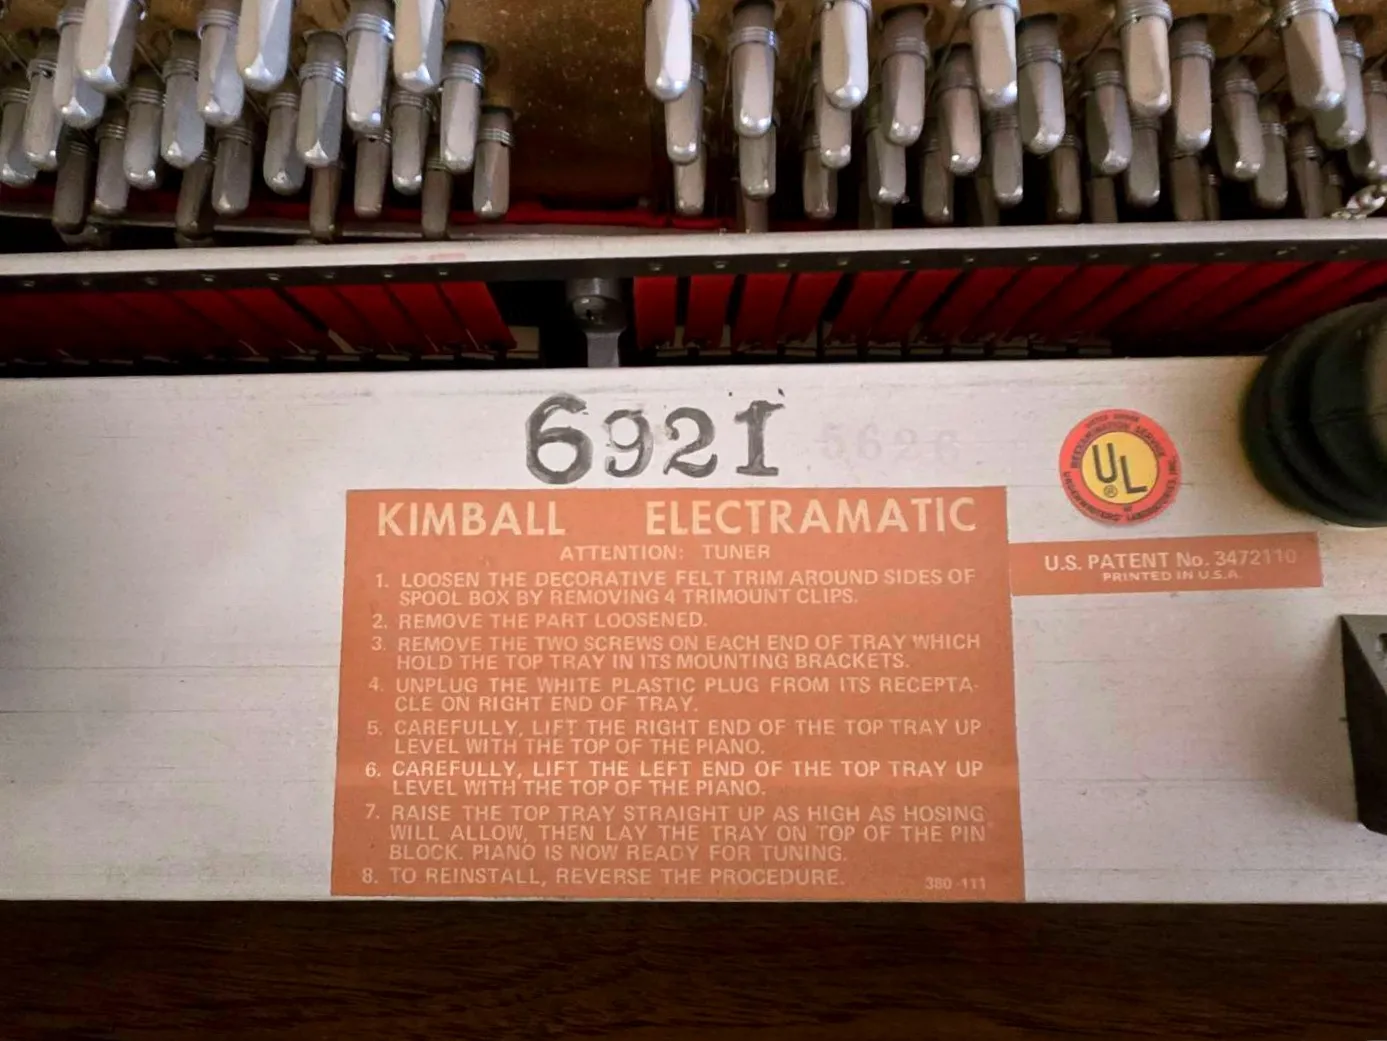 6921 5626
KIMBALL ELECTRAMATIC
ATTENTION: TUNER
1. LOOSEN THE DECORATIVE FELT TRIM AROUND SIDES OF
SPOOL BOX BY REMOVING 4 TRIMOUNT CLIPS.
2. REMOVE THE PART LOOSENED.
3. REMOVE THE TWO SCREWS ON EACH END OF TRAY WHICH
HOLD THE TOP TRAY IN ITS MOUNTING BRACKETS.
4. UNPLUG THE WHITE PLASTIC PLUG FROM ITS RECEPTA-
CLE ON RIGHT END OF TRAY.
5. CAREFULLY, LIFT THE RIGHT END OF THE TOP TRAY UP
LEVEL WITH THE TOP OF THE PIANO.
6. CAREFULLY, LIFT THE LEFT END OF THE TOP TRAY UP
LEVEL WITH THE TOP OF THE PIANO.
7. RAISE THE TOP TRAY STRAIGHT UP AS HIGH AS HOSING
WILL ALLOW, THEN LAY THE TRAY ON TOP OF THE PIN
BLOCK. PIANO IS NOW READY FOR TUNING.
8. TO REINSTALL, REVERSE THE PROCEDURE.
380-111
REEXAMINATION SERVICE
UL®
UNDERWRITERS' LABORATORIES, INC.
U.S. PATENT No. 3472110
PRINTED IN U.S.A.